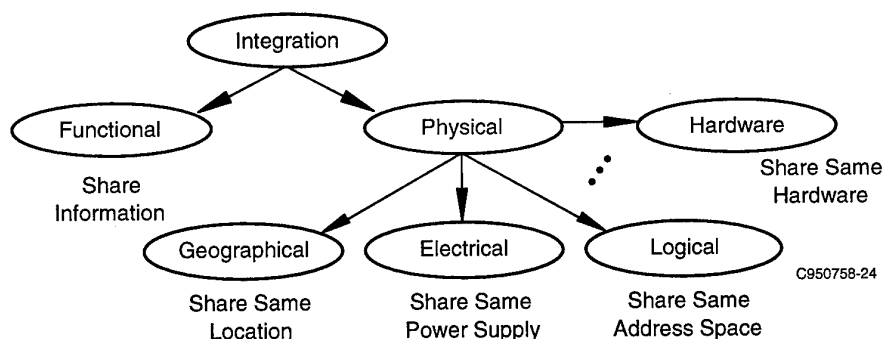 Integration
Functional
Physical
Hardware
Share
Information
Share Same
Hardware
Geographical
Electrical
Logical
C950758-24
Share Same
Location
Share Same
Power Supply
Share Same
Address Space